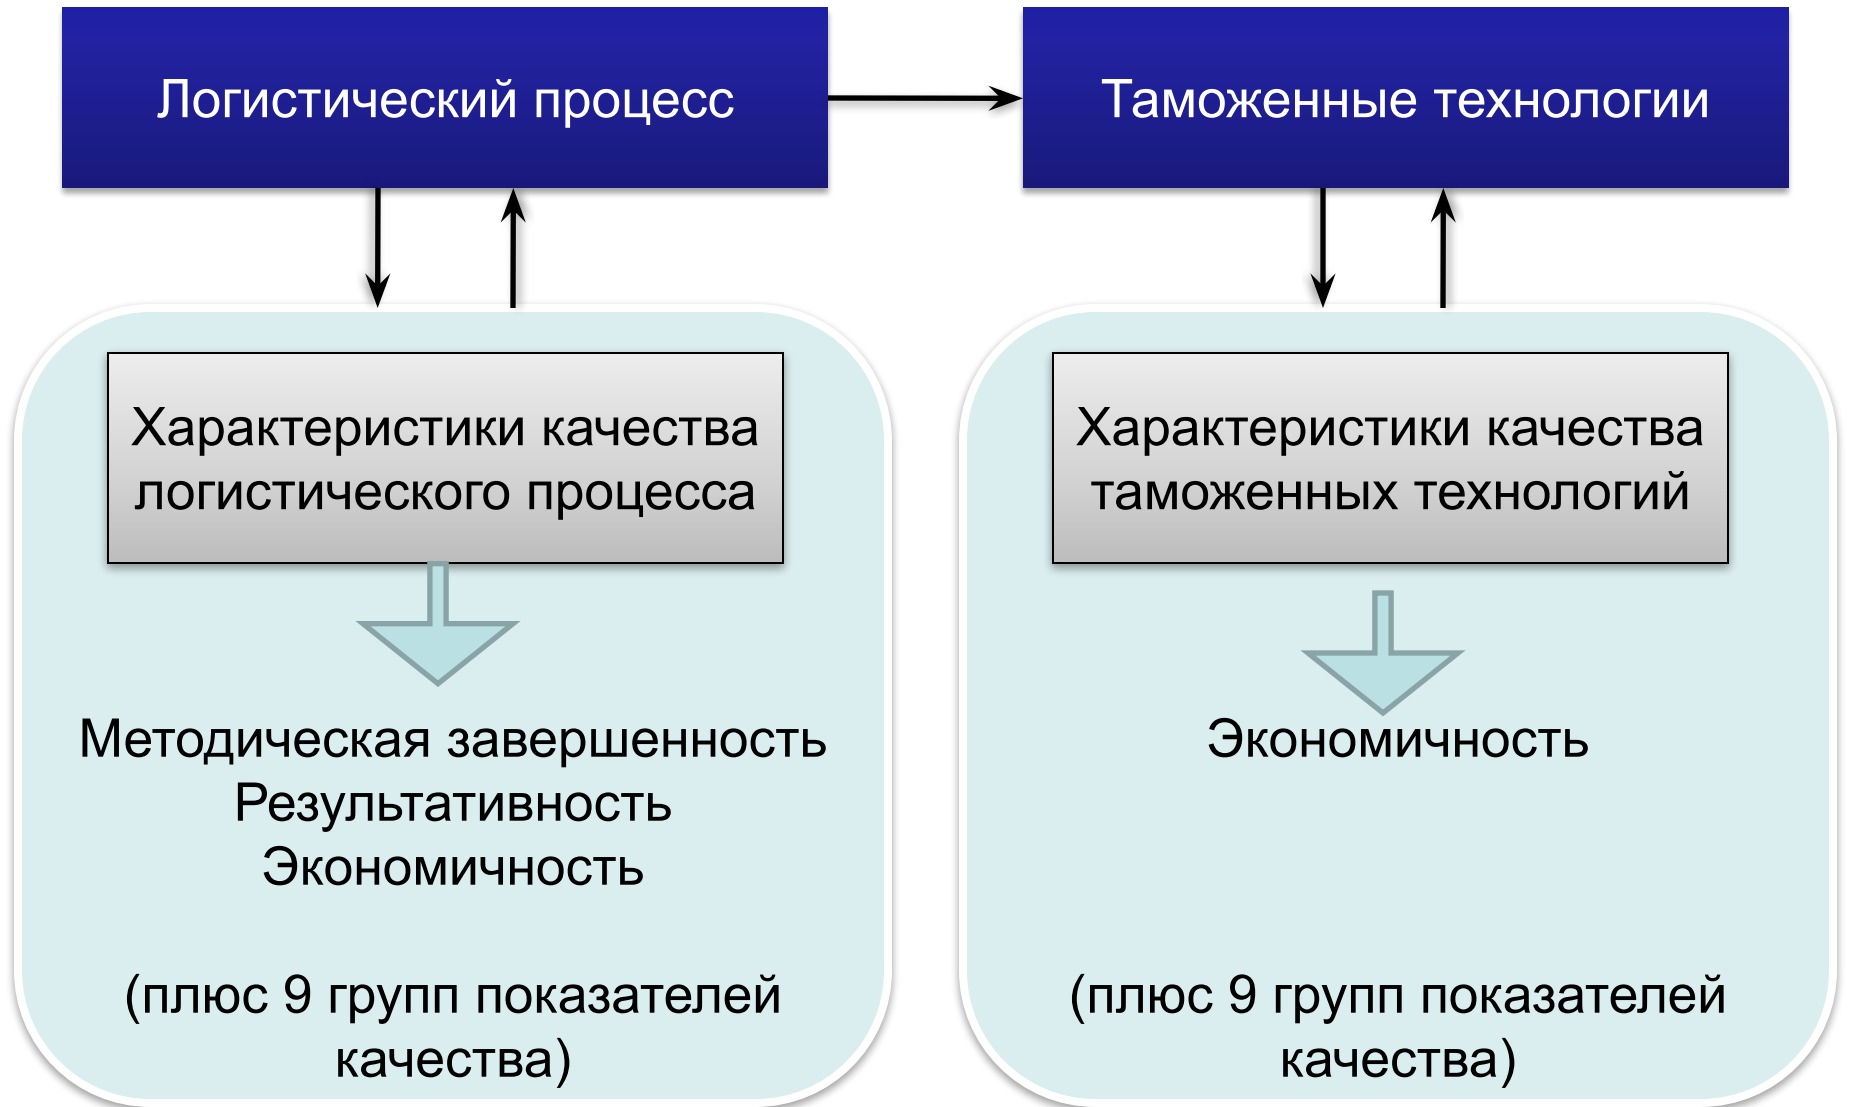 Логистический процесс
Таможенные технологии
Характеристики качества
логистического процесса
Методическая завершенность
Результативность
Экономичность
(плюс 9 групп показателей
качества)
Характеристики качества
таможенных технологий
Экономичность
(плюс 9 групп показателей
качества)